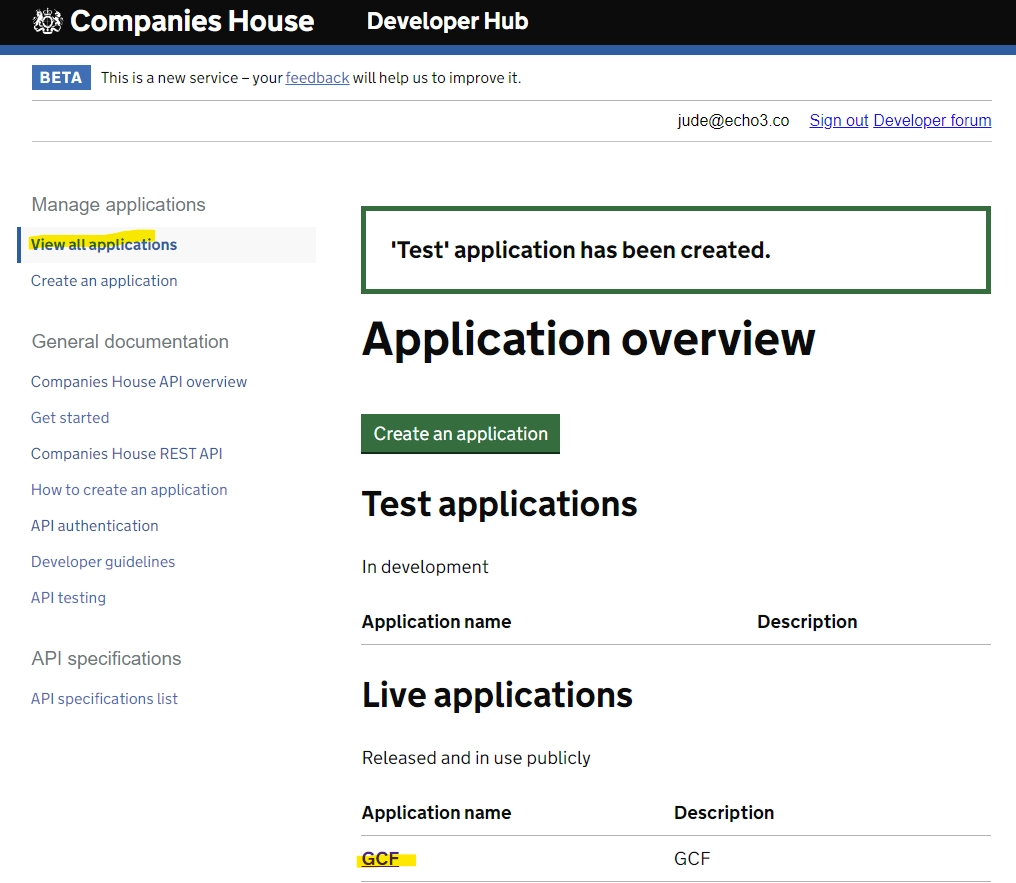 Companies House Developer Hub
BETA This is a new service – your feedback will help us to improve it.
jude@echo3.co Sign out Developer forum
Manage applications
View all applications
Create an application
General documentation
Companies House API overview
Get started
Companies House REST API
How to create an application
API authentication
Developer guidelines
API testing
API specifications
API specifications list
'Test' application has been created.
Application overview
Create an application
Test applications
In development
Application name Description
Live applications
Released and in use publicly
Application name Description
GCF GCF